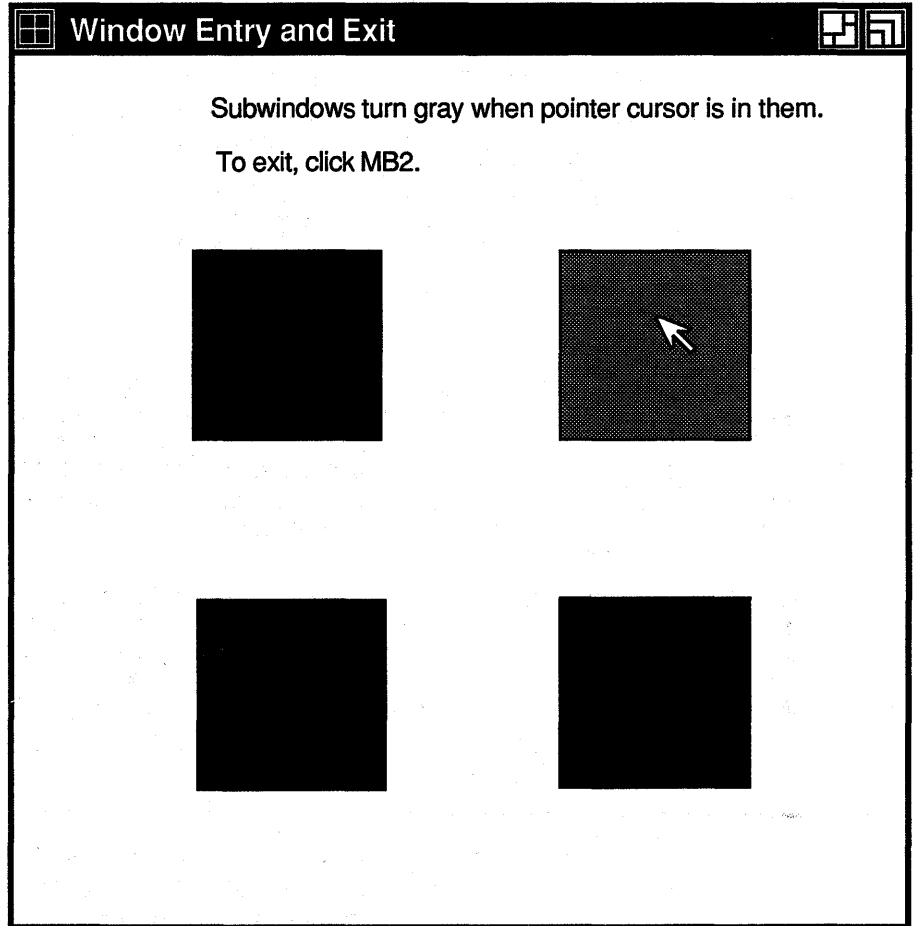 Window Entry and Exit
Subwindows turn gray when pointer cursor is in them.
To exit, click MB2.